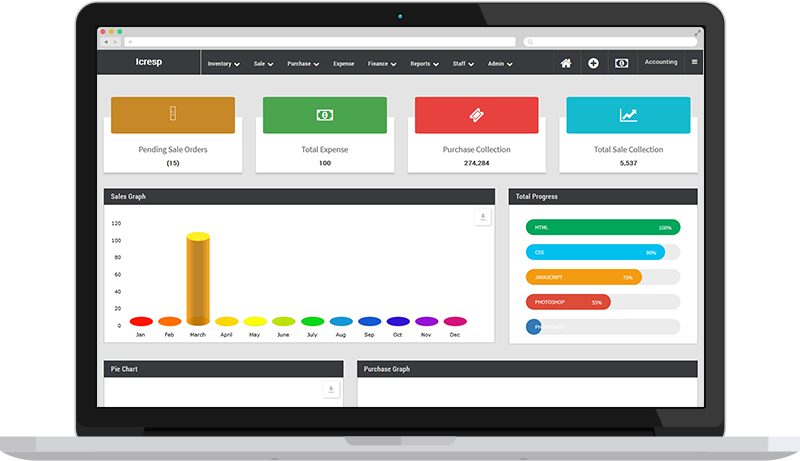 Icresp
Inventory Sale Purchase Expense Finance Reports Staff Admin Accounting
Pending Sale Orders
(15)
Total Expense
100
Purchase Collection
274,284
Total Sale Collection
5,537
Sales Graph
120
100
80
60
40
20
0
Jan Feb March Apr April May June July Aug Sep Oct Nov Dec
Total Progress
HTML 100%
CSS 90%
JAVASCRIPT 75%
PHOTOSHOP 55%
PHOTOSHOP
Pie Chart
Purchase Graph